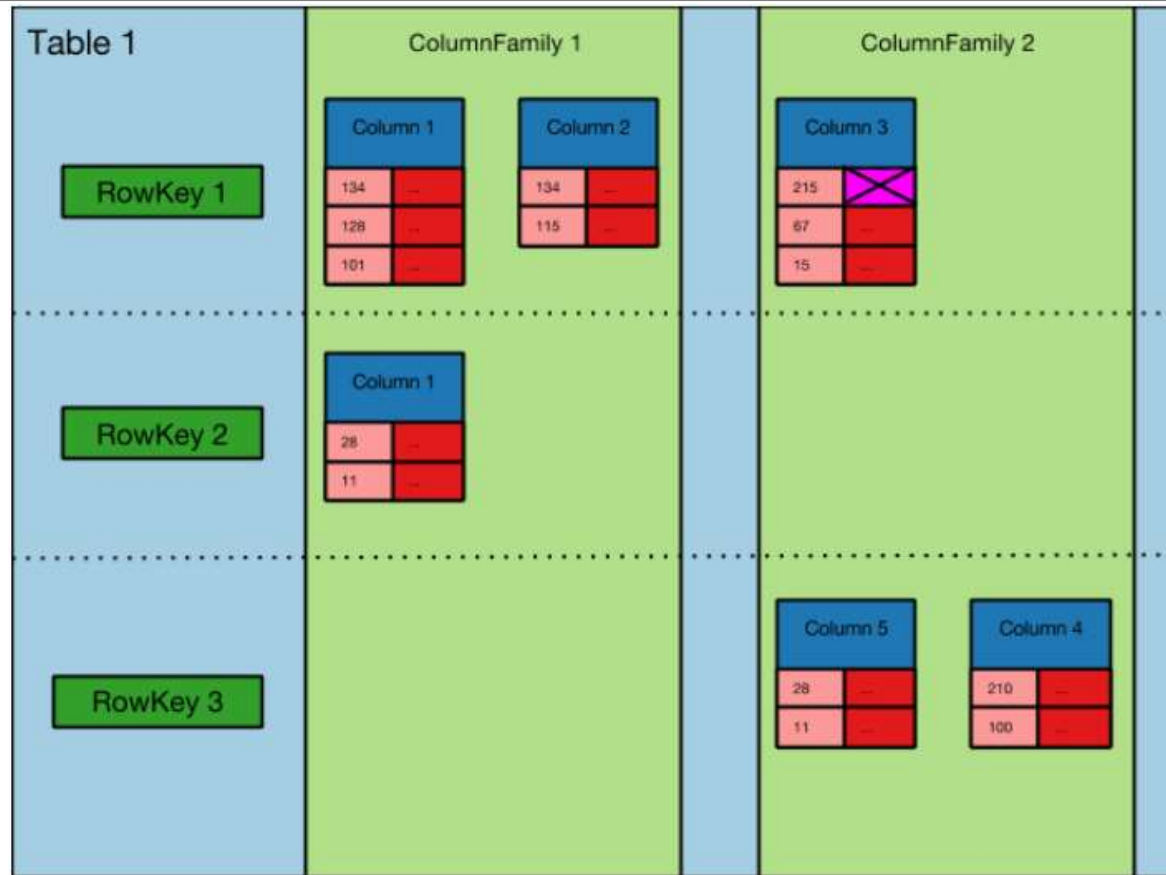 Table 1
ColumnFamily 1
ColumnFamily 2
RowKey 1
Column 1
134 ...
128 ...
101 ...
Column 2
134 ...
115 ...
Column 3
215
67 ...
15 ...
RowKey 2
Column 1
28 ...
11 ...
RowKey 3
Column 5
28 ...
11 ...
Column 4
210 ...
100 ...